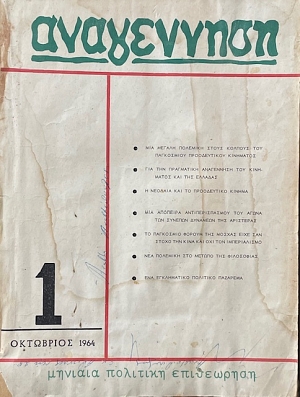 αναγεννηση
ΜΙΑ ΜΕΓΑΛΗ ΠΟΛΕΜΙΚΗ ΣΤΟΥΣ ΚΟΛΠΟΥΣ ΤΟΥ
ΠΑΓΚΟΣΜΙΟΥ ΠΡΟΟΔΕΥΤΙΚΟΥ ΚΙΝΗΜΑΤΟΣ
ΓΙΑ ΤΗΝ ΠΡΑΓΜΑΤΙΚΗ ΑΝΑΓΕΝΝΗΣΗ ΤΟΥ ΚΙΝΗ-
ΜΑΤΟΣ ΚΑΙ ΤΗΣ ΕΛΛΑΔΑΣ
Η ΝΕΟΛΑΙΑ ΚΑΙ ΤΟ ΠΡΟΟΔΕΥΤΙΚΟ ΚΙΝΗΜΑ
ΜΙΑ ΑΠΟΠΕΙΡΑ ΑΝΤΙΠΕΡΙΣΠΑΣΜΟΥ ΤΟΥ ΑΓΩΝΑ
ΤΩΝ ΣΥΝΕΠΩΝ ΔΥΝΑΜΕΩΝ ΤΗΣ ΑΡΙΣΤΕΡΑΣ
ΤΟ ΠΑΓΚΟΣΜΙΟ ΦΟΡΟΥΜ ΤΗΣ ΜΟΣΧΑΣ ΕΙΧΕ ΣΑΝ
ΣΤΟΧΟ ΤΗΝ ΚΙΝΑ ΚΑΙ ΟΧΙ ΤΟΝ ΙΜΠΕΡΙΑΛΙΣΜΟ
ΝΕΑ ΠΟΛΕΜΙΚΗ ΣΤΟ ΜΕΤΩΠΟ ΤΗΣ ΦΙΛΟΣΟΦΙΑΣ
ΕΝΑ ΕΓΚΛΗΜΑΤΙΚΟ ΠΟΛΙΤΙΚΟ ΠΑΖΑΡΕΜΑ
1
ΟΚΤΩΒΡΙΟΣ 1964
μηνιαια πολιτικη επιθεωρηση